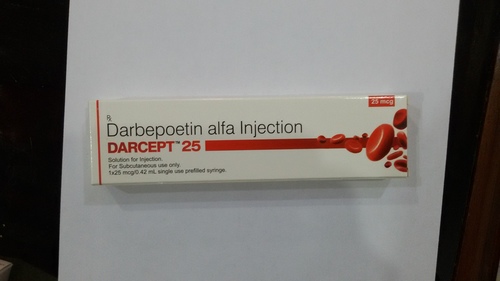 25 mcg
℞
Darbepoetin alfa Injection
DARCEPT™ 25
Solution for Injection.
For Subcutaneous use only.
1x25 mcg/0.42 mL single use prefilled syringe.